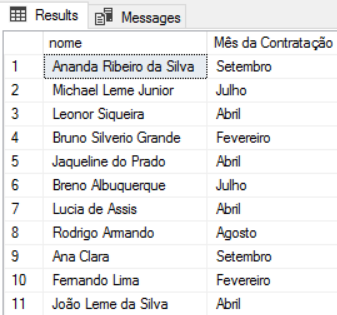 Results Messages
nome Mês da Contratação
1 Ananda Ribeiro da Silva Setembro
2 Michael Leme Junior Julho
3 Leonor Siqueira Abril
4 Bruno Silverio Grande Fevereiro
5 Jaqueline do Prado Abril
6 Breno Albuquerque Julho
7 Lucia de Assis Abril
8 Rodrigo Armando Agosto
9 Ana Clara Setembro
10 Fernando Lima Fevereiro
11 João Leme da Silva Abril